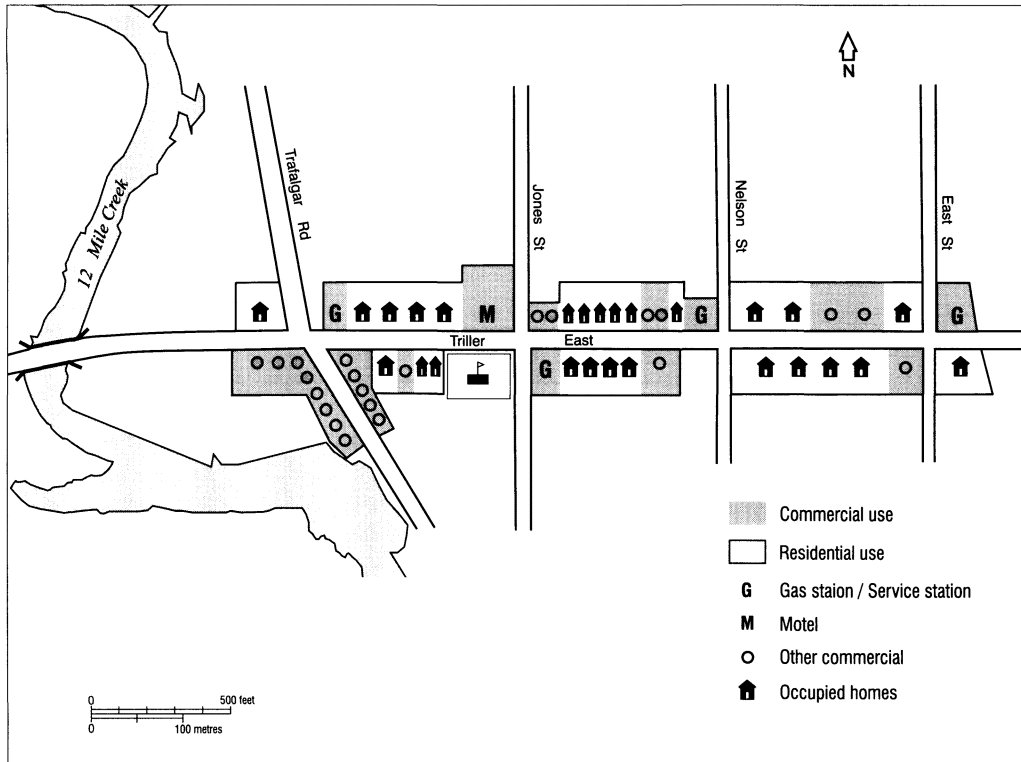 N
12 Mile Creek
Trafalgar Rd
Jones St
Nelson St
East St
G
M
G
G
Triller East
G
Commercial use
Residential use
G Gas staion / Service station
M Motel
Other commercial
Occupied homes
0 500 feet
0 100 metres